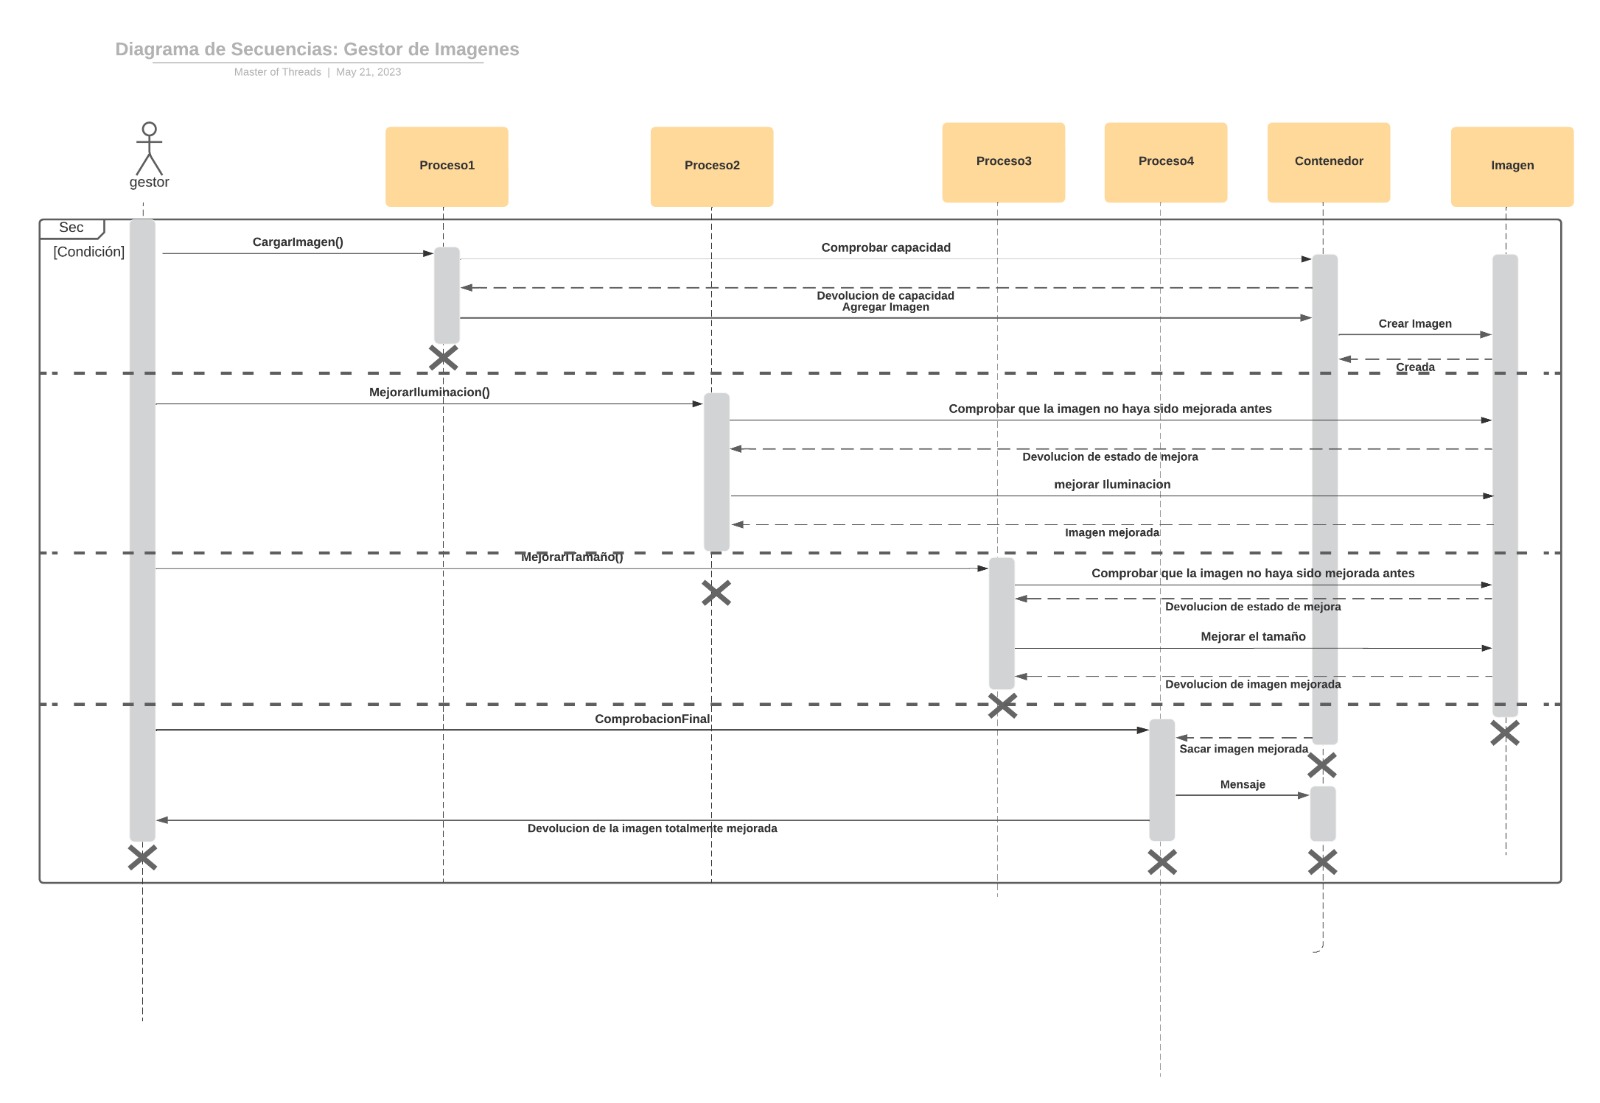 Diagrama de Secuencias: Gestor de Imagenes
Master of Threads | May 21, 2023
gestor
Proceso1
Proceso2
Proceso3
Proceso4
Contenedor
Imagen
Sec
[Condición]
CargarImagen()
Comprobar capacidad
Devolucion de capacidad
Agregar Imagen
Crear Imagen
Creada
MejorarIluminacion()
Comprobar que la imagen no haya sido mejorada antes
Devolucion de estado de mejora
mejorar Iluminacion
Imagen mejorada
MejorarlTamaño()
Comprobar que la imagen no haya sido mejorada antes
Devolucion de estado de mejora
Mejorar el tamaño
Devolucion de imagen mejorada
ComprobacionFinal
Sacar imagen mejorada
Mensaje
Devolucion de la imagen totalmente mejorada